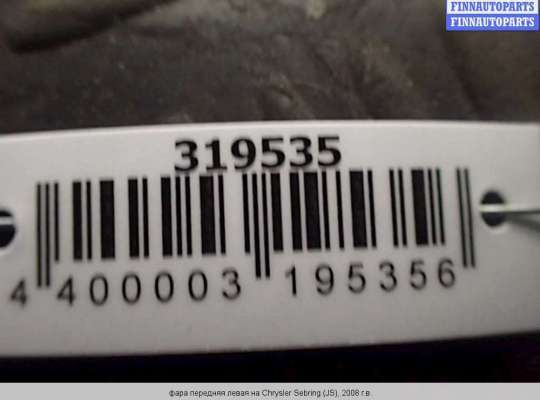 FINNAUTOPARTS
FINNAUTOPARTS
319535
4 400003 195356
фара передняя левая на Chrysler Sebring (JS), 2008 г.в.